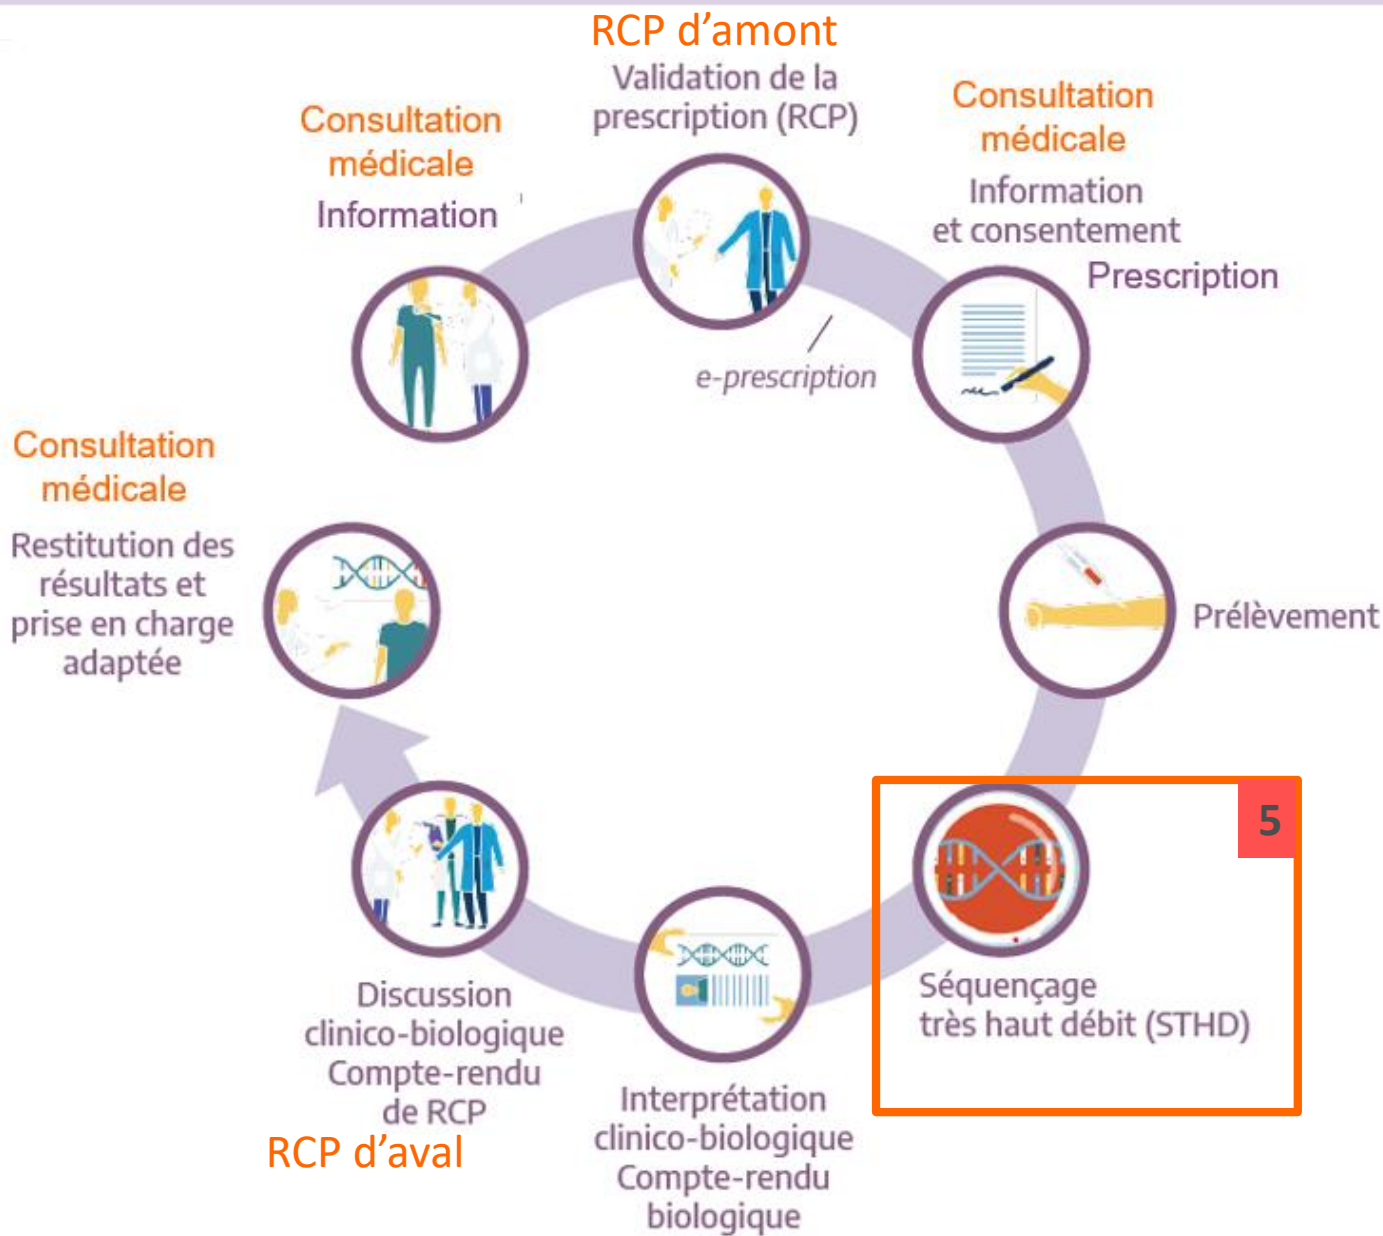 RCP d’amont
Validation de la
prescription (RCP)
Consultation
médicale
Information
Consultation
médicale
Information
et consentement
Prescription
e-prescription
Consultation
médicale
Restitution des
résultats et
prise en charge
adaptée
Prélèvement
5
Séquençage
très haut débit (STHD)
Discussion
clinico-biologique
Compte-rendu
de RCP
RCP d’aval
Interprétation
clinico-biologique
Compte-rendu
biologique